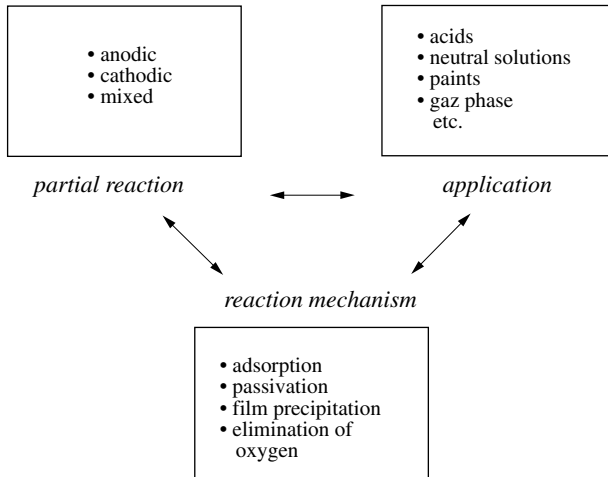 • anodic
• cathodic
• mixed
partial reaction
• acids
• neutral solutions
• paints
• gaz phase
etc.
application
reaction mechanism
• adsorption
• passivation
• film precipitation
• elimination of
oxygen